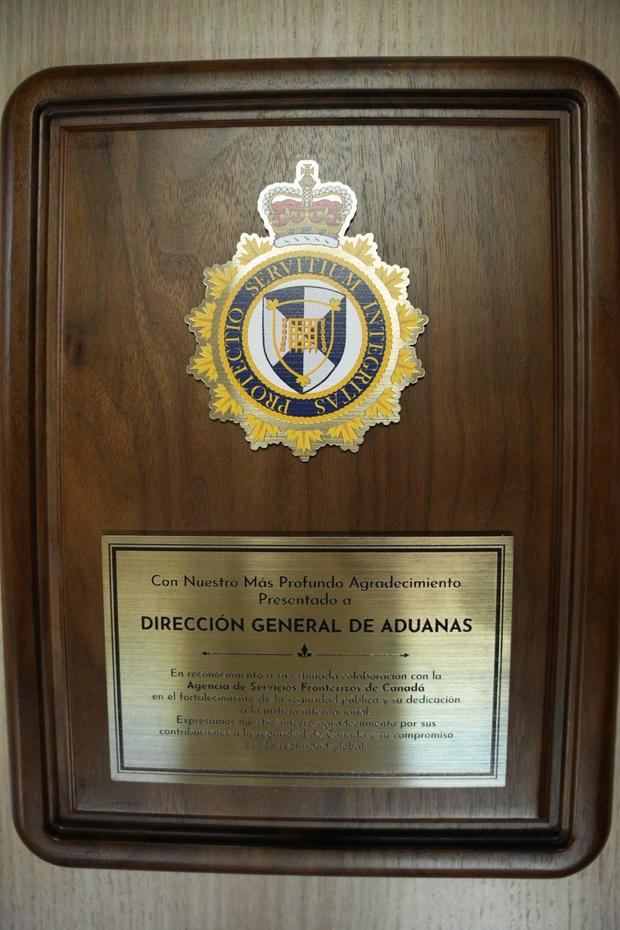 PROTECTIO SERVITIUM INTEGRITAS
Con Nuestro Más Profundo Agradecimiento
Presentado a
DIRECCIÓN GENERAL DE ADUANAS
En reconocimiento a su estimada colaboración con la
Agencia de Servicios Fronterizos de Canadá
en el fortalecimiento de la seguridad pública y su dedicación
a la justicia internacional.
Expresamos nuestro sincero agradecimiento por sus
contribuciones a la seguridad de Canadá y su compromiso
con la seguridad global.